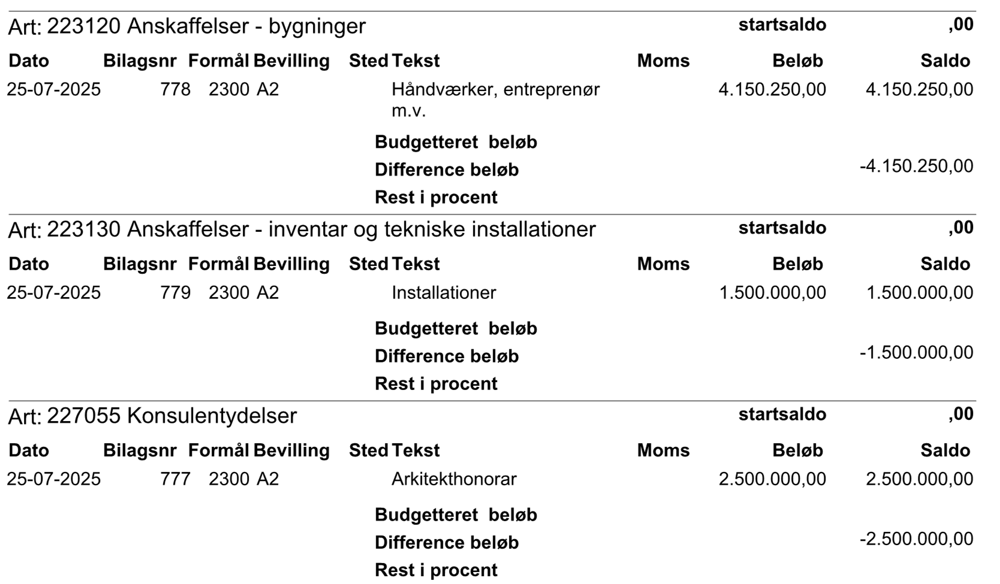 Art: 223120 Anskaffelser - bygninger startsaldo ,00
Dato Bilagsnr Formål Bevilling Sted Tekst Moms Beløb Saldo
25-07-2025 778 2300 A2 Håndværker, entreprenør 4.150.250,00 4.150.250,00
m.v.
Budgetteret beløb
Difference beløb -4.150.250,00
Rest i procent
Art: 223130 Anskaffelser - inventar og tekniske installationer startsaldo ,00
Dato Bilagsnr Formål Bevilling Sted Tekst Moms Beløb Saldo
25-07-2025 779 2300 A2 Installationer 1.500.000,00 1.500.000,00
Budgetteret beløb
Difference beløb -1.500.000,00
Rest i procent
Art: 227055 Konsulentydelser startsaldo ,00
Dato Bilagsnr Formål Bevilling Sted Tekst Moms Beløb Saldo
25-07-2025 777 2300 A2 Arkitekthonorar 2.500.000,00 2.500.000,00
Budgetteret beløb
Difference beløb -2.500.000,00
Rest i procent